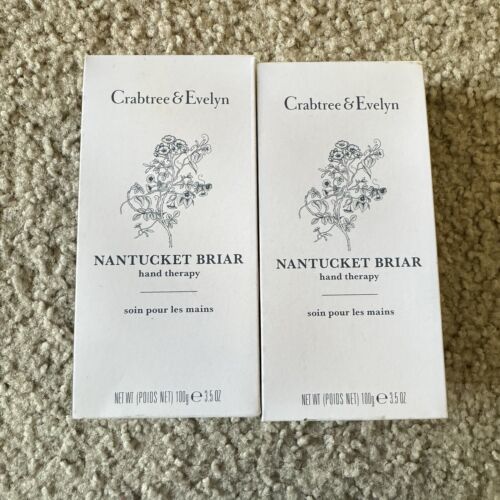 Crabtree & Evelyn
NANTUCKET BRIAR
hand therapy
soin pour les mains
NET WT (POIDS NET) 100g ℮ 3.5 OZ
Crabtree & Evelyn
NANTUCKET BRIAR
hand therapy
soin pour les mains
NET WT (POIDS NET) 100g ℮ 3.5 OZ